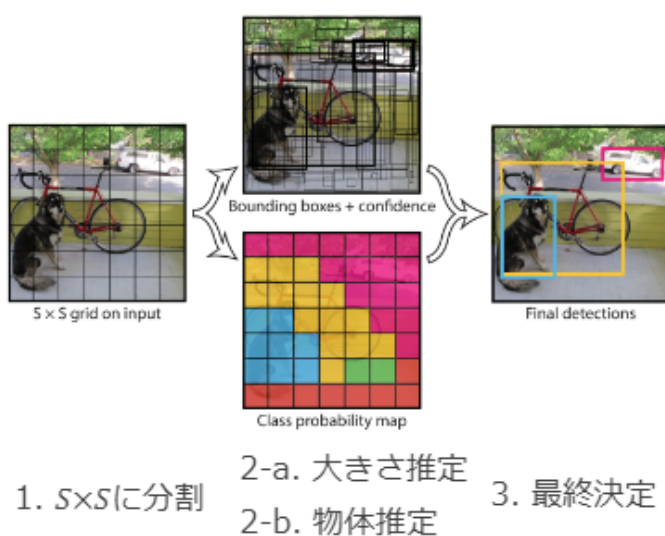 Bounding boxes + confidence
S × S grid on input
Final detections
Class probability map
1. S×Sに分割
2-a. 大きさ推定
2-b. 物体推定
3. 最終決定